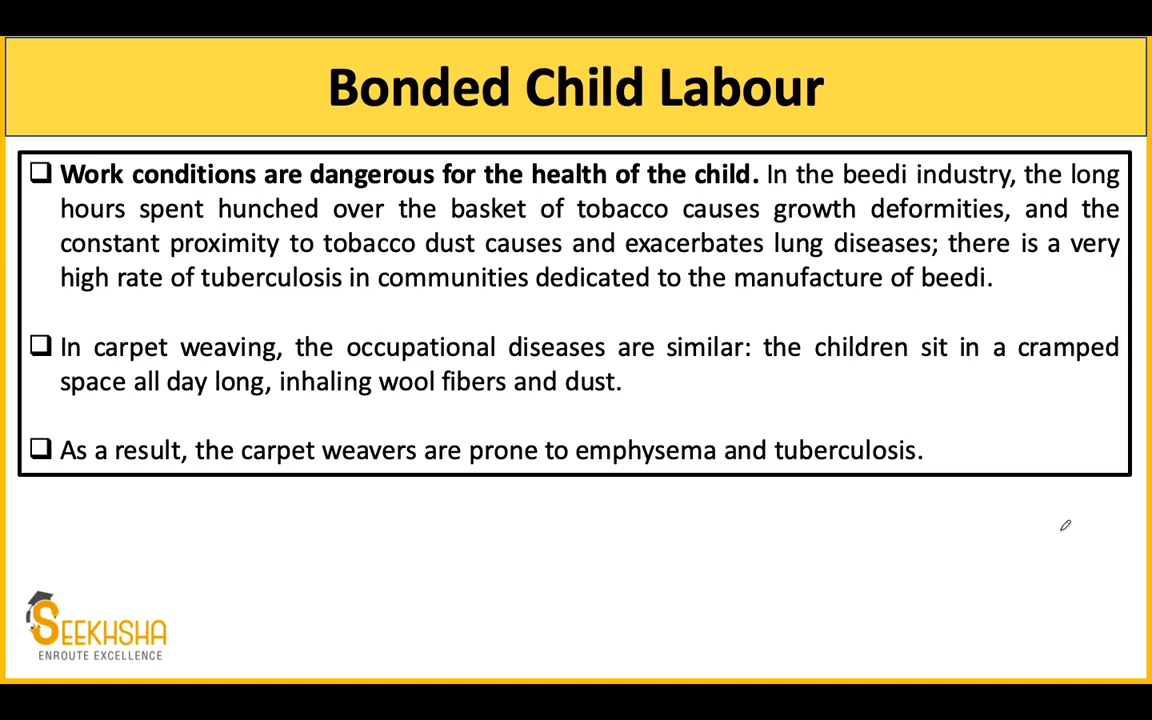 Bonded Child Labour
❑ Work conditions are dangerous for the health of the child. In the beedi industry, the long
hours spent hunched over the basket of tobacco causes growth deformities, and the
constant proximity to tobacco dust causes and exacerbates lung diseases; there is a very
high rate of tuberculosis in communities dedicated to the manufacture of beedi.
❑ In carpet weaving, the occupational diseases are similar: the children sit in a cramped
space all day long, inhaling wool fibers and dust.
❑ As a result, the carpet weavers are prone to emphysema and tuberculosis.
SEEKHSHA
ENROUTE EXCELLENCE